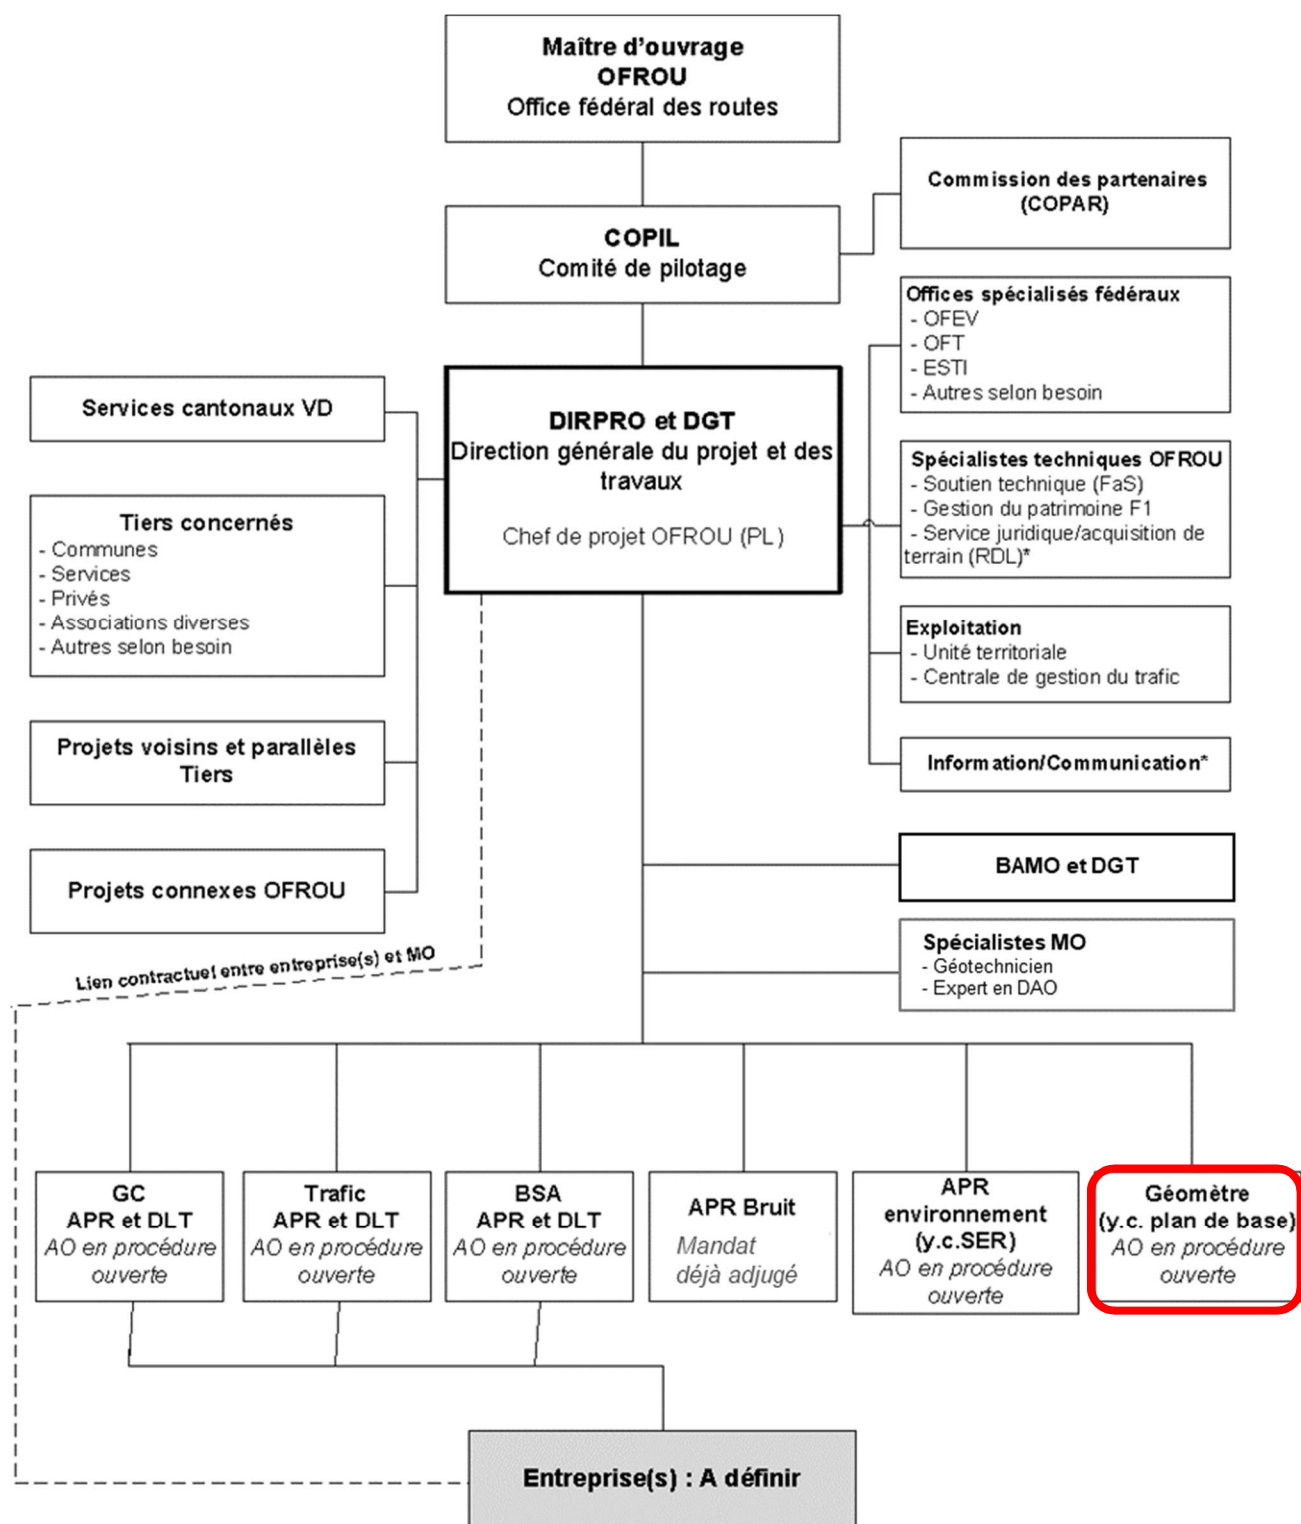 Maître d'ouvrage
OFROU
Office fédéral des routes
Commission des partenaires
(COPAR)
COPIL
Comité de pilotage
Offices spécialisés fédéraux
- OFEV
- OFT
- ESTI
- Autres selon besoin
Services cantonaux VD
DIRPRO et DGT
Direction générale du projet et des
travaux
Chef de projet OFROU (PL)
Spécialistes techniques OFROU
- Soutien technique (FaS)
- Gestion du patrimoine F1
- Service juridique/acquisition de
terrain (RDL)*
Tiers concernés
- Communes
- Services
- Privés
- Associations diverses
- Autres selon besoin
Exploitation
- Unité territoriale
- Centrale de gestion du trafic
Projets voisins et parallèles
Tiers
Information/Communication*
Projets connexes OFROU
BAMO et DGT
Lien contractuel entre entreprise(s) et MO
Spécialistes MO
- Géotechnicien
- Expert en DAO
GC
APR et DLT
AO en procédure
ouverte
Trafic
APR et DLT
AO en procédure
ouverte
BSA
APR et DLT
AO en procédure
ouverte
APR Bruit
Mandat
déjà adjugé
APR
environnement
(y.c.SER)
AO en procédure
ouverte
Géomètre
(y.c. plan de base)
AO en procédure
ouverte
Entreprise(s) : A définir